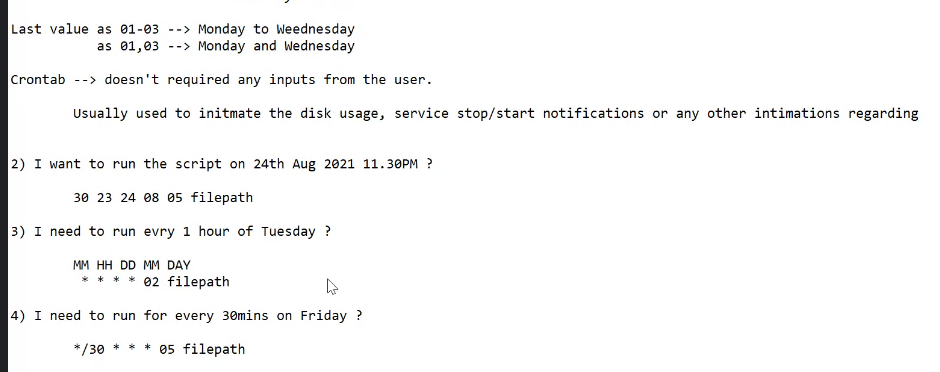 Last value as 01-03 --> Monday to Weednesday
as 01,03 --> Monday and Wednesday
Crontab --> doesn't required any inputs from the user.
Usually used to initmate the disk usage, service stop/start notifications or any other intimations regarding
2) I want to run the script on 24th Aug 2021 11.30PM ?
30 23 24 08 05 filepath
3) I need to run evry 1 hour of Tuesday ?
MM HH DD MM DAY
* * * * 02 filepath
4) I need to run for every 30mins on Friday ?
*/30 * * * 05 filepath